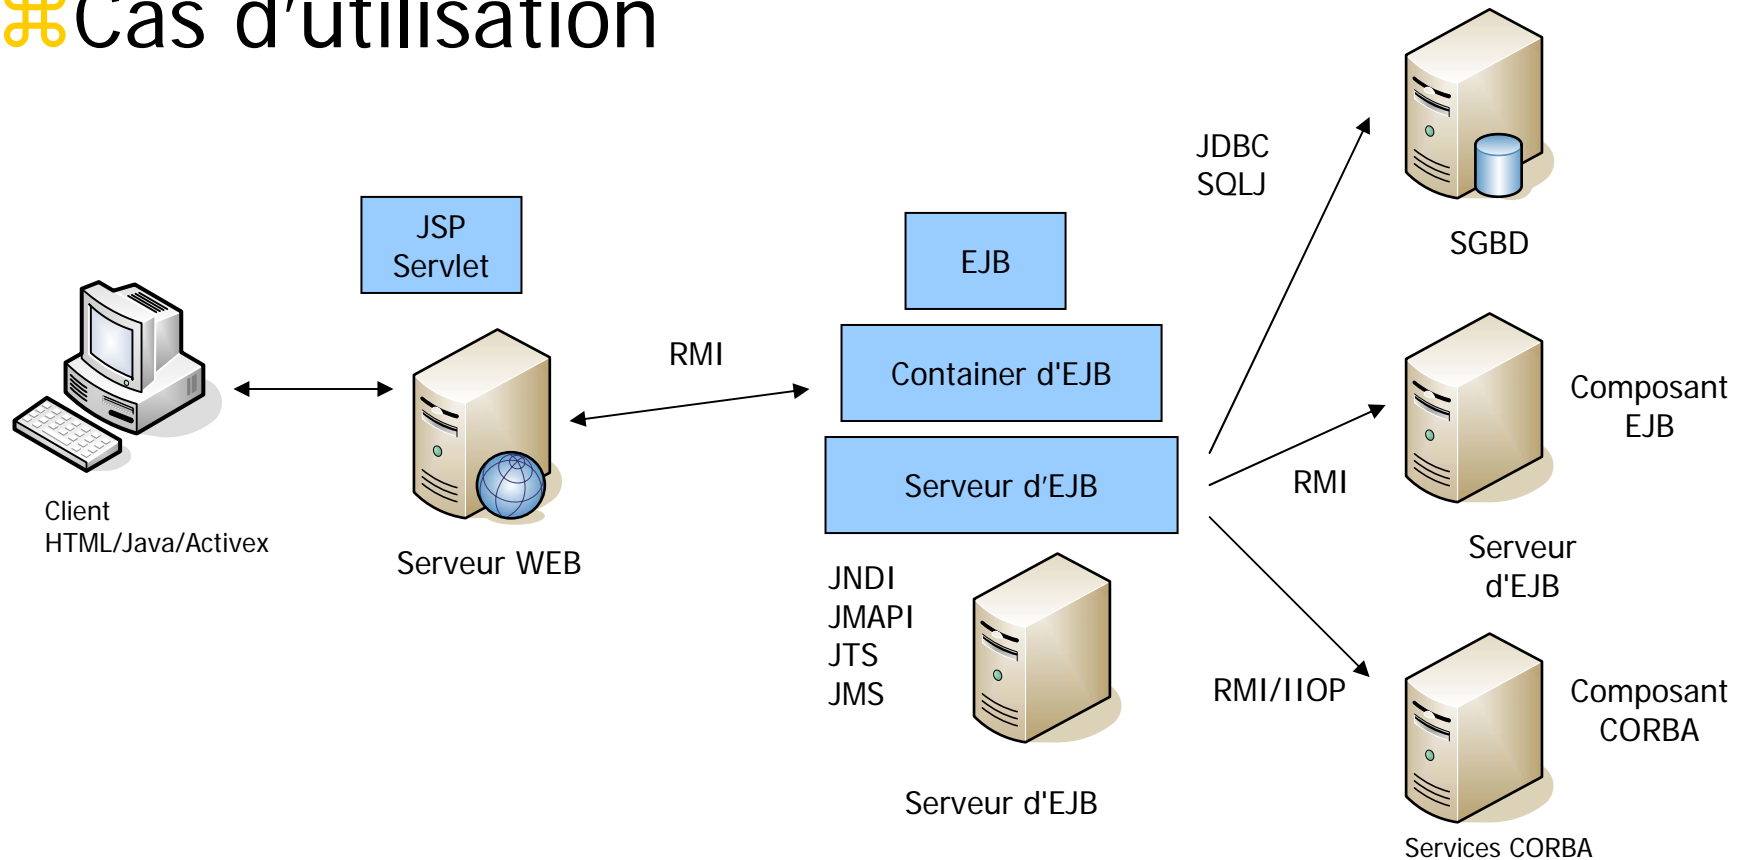 ⌘Cas d’utilisation
JSP
Servlet
Client
HTML/Java/Activex
Serveur WEB
RMI
EJB
Container d'EJB
Serveur d’EJB
JNDI
JMAPI
JTS
JMS
Serveur d'EJB
JDBC
SQLJ
SGBD
RMI
Composant
EJB
Serveur
d'EJB
RMI/IIOP
Composant
CORBA
Services CORBA